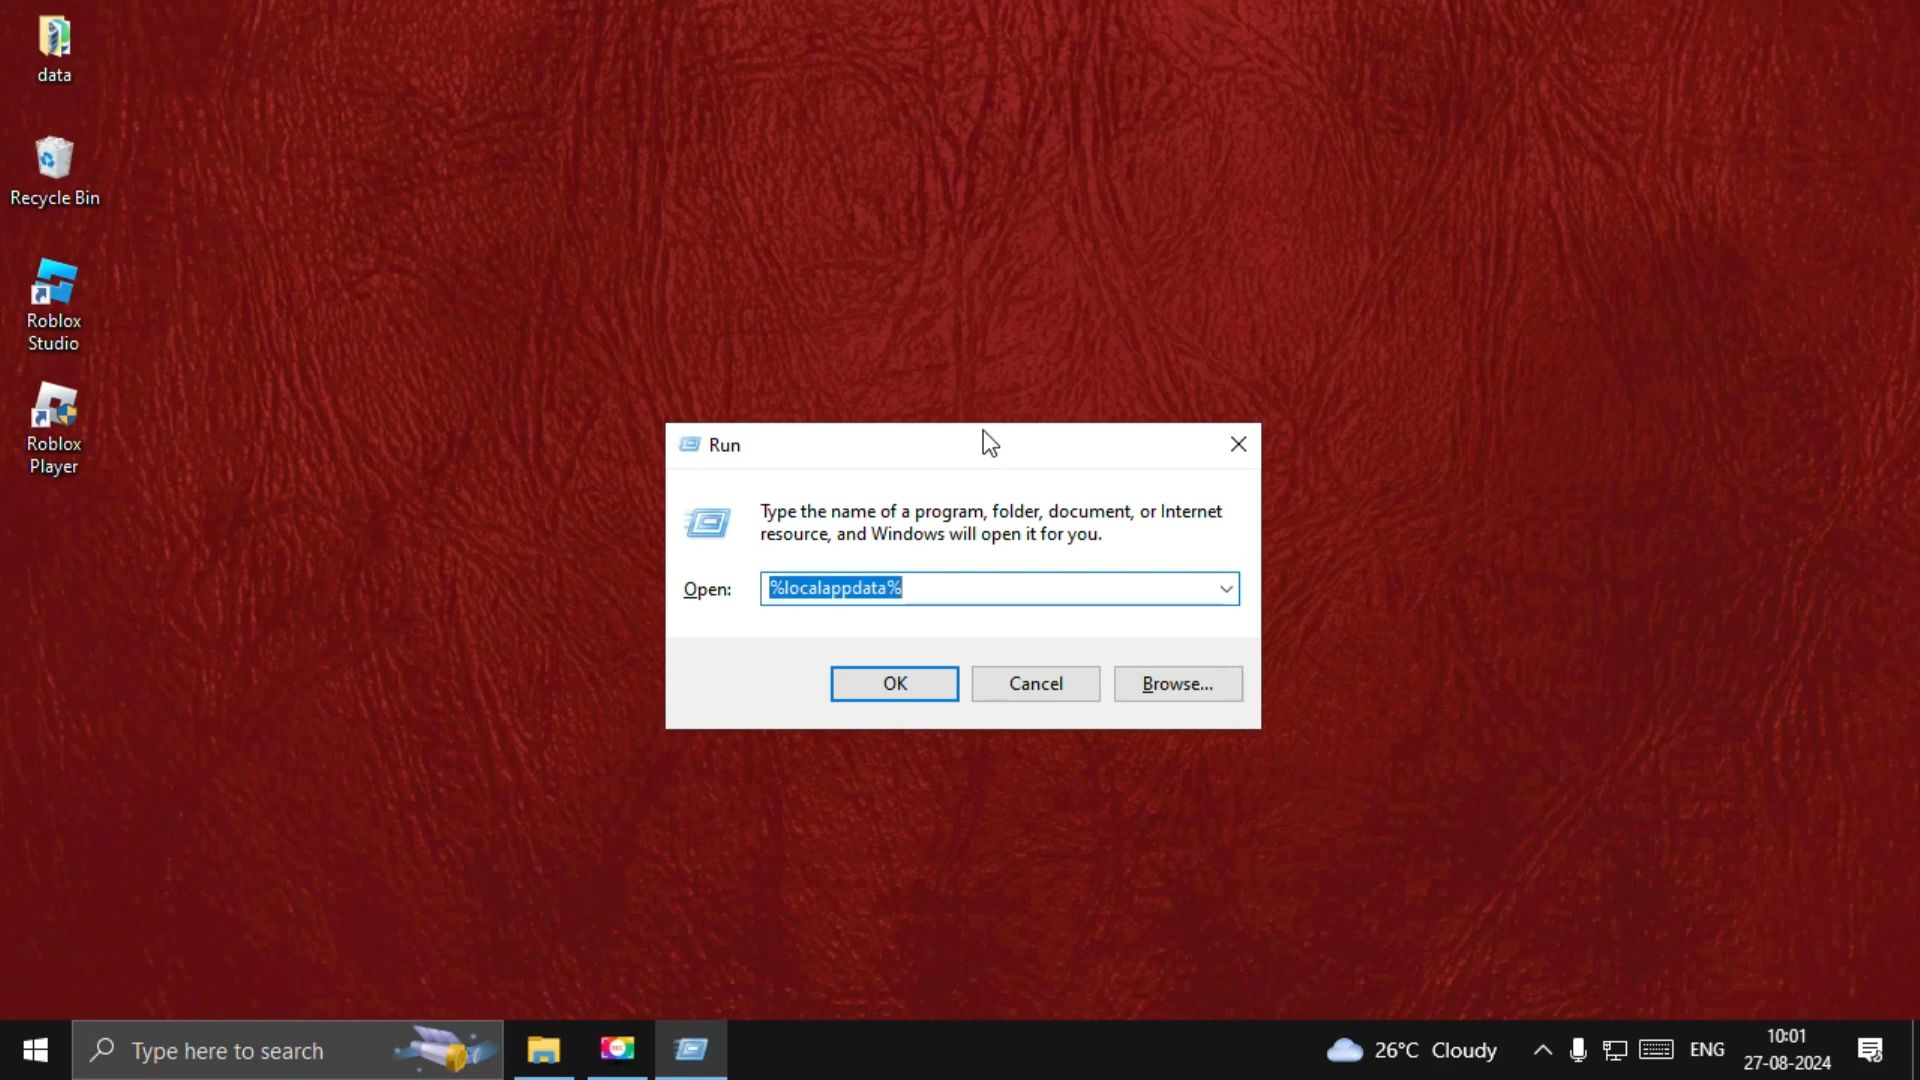 data
Recycle Bin
Roblox
Studio
Roblox
Player
Run
Type the name of a program, folder, document, or Internet
resource, and Windows will open it for you.
Open:
%localappdata%
OK
Cancel
Browse...
Type here to search
26°C Cloudy
ENG
10:01
27-08-2024